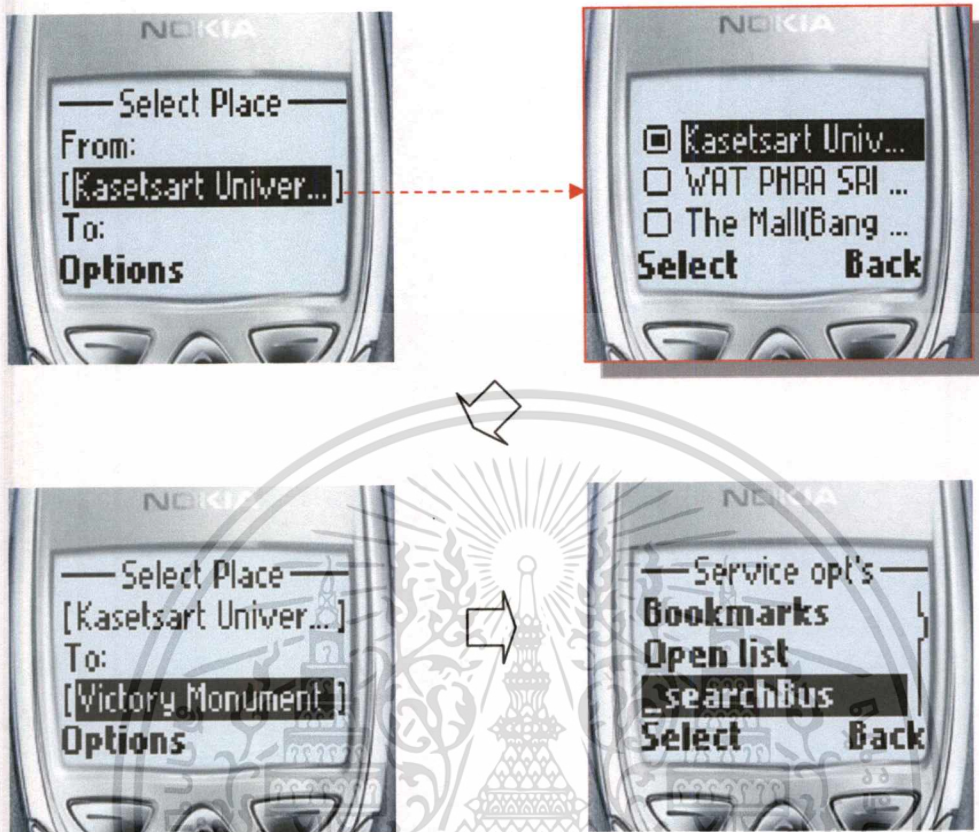 NOKIA
Select Place
From:
[Kasetsart Univer...]
To:
Options
NOKIA
Kasetsart Univ...
WAT PHRA SRI ...
The Mall(Bang ...
Select Back
NOKIA
Select Place
[Kasetsart Univer...]
To:
[Victory Monument ]
Options
NOKIA
Service opt's
Bookmarks
Open list
_searchBus
Select Back